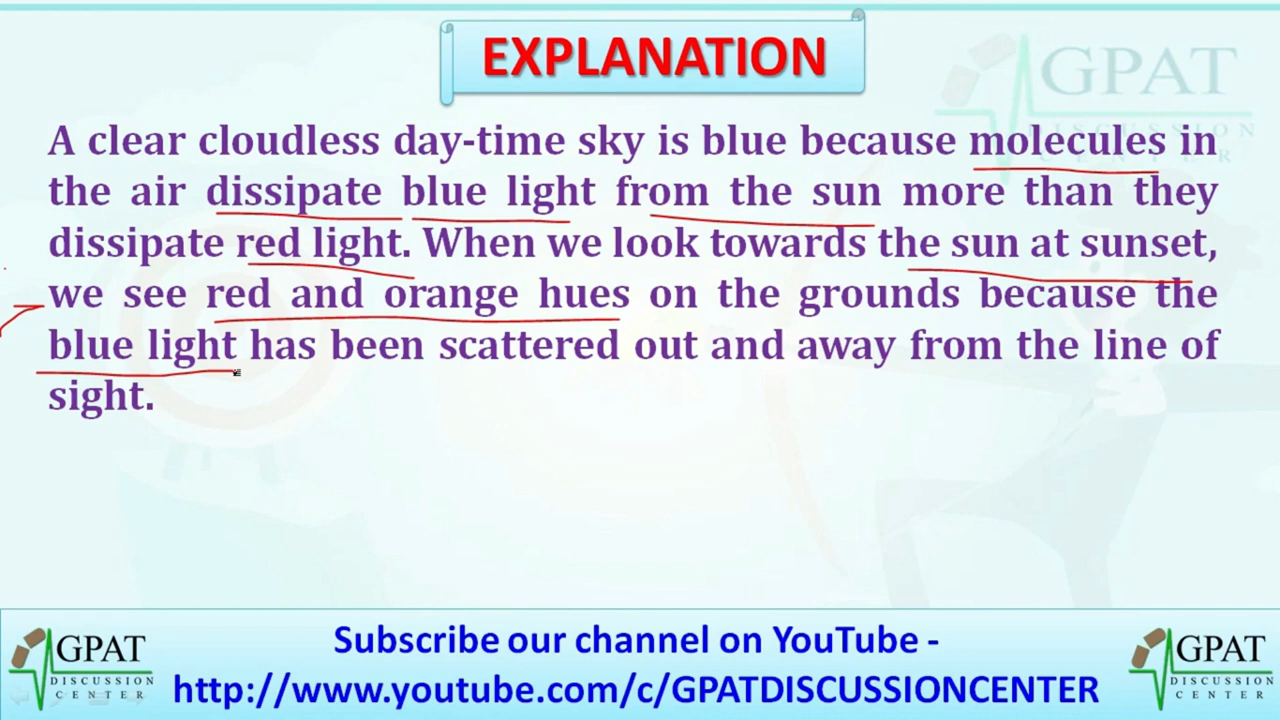 EXPLANATION
GPAT
DISCUSSION
CENTER
A clear cloudless day-time sky is blue because molecules in
the air dissipate blue light from the sun more than they
dissipate red light. When we look towards the sun at sunset,
we see red and orange hues on the grounds because the
blue light has been scattered out and away from the line of
sight.
GPAT
DISCUSSION
CENTER
Subscribe our channel on YouTube -
http://www.youtube.com/c/GPATDISCUSSIONCENTER
GPAT
DISCUSSION
CENTER